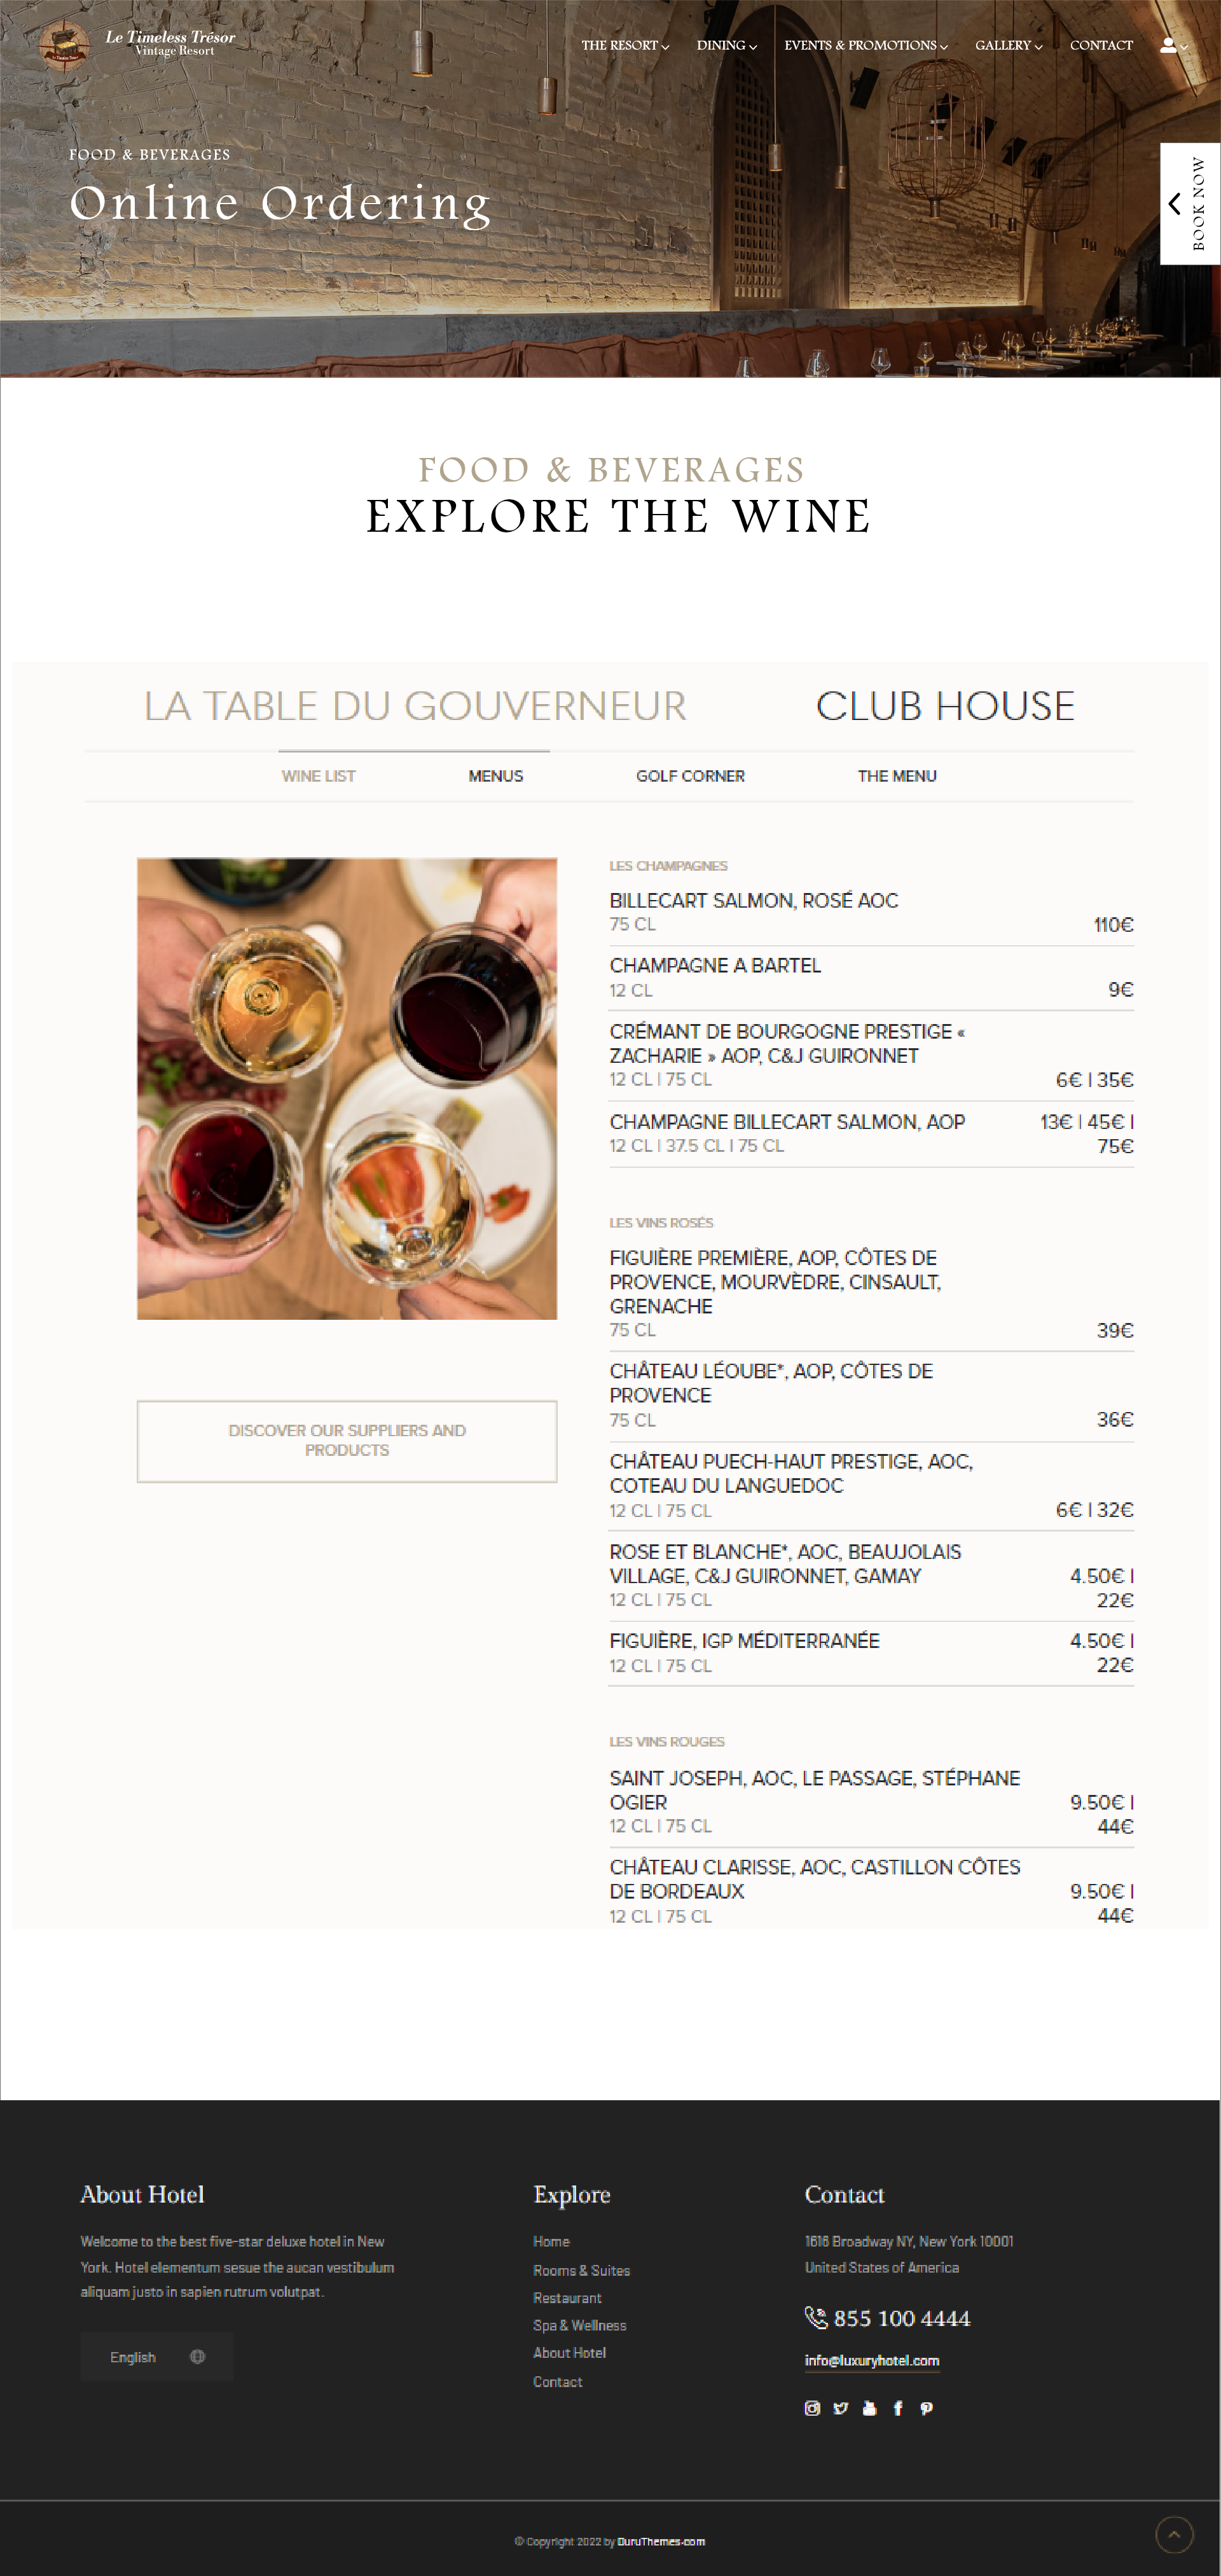 Le Timeless Trésor
Vintage Resort
THE RESORT
DINING
EVENTS & PROMOTIONS
GALLERY
CONTACT
FOOD & BEVERAGES
Online Ordering
BOOK NOW
FOOD & BEVERAGES
EXPLORE THE WINE
LA TABLE DU GOUVERNEUR
CLUB HOUSE
WINE LIST
MENUS
GOLF CORNER
THE MENU
DISCOVER OUR SUPPLIERS AND
PRODUCTS
LES CHAMPAGNES
BILLECART SALMON, ROSÉ AOC
75 CL 110€
CHAMPAGNE A BARTEL
12 CL 9€
CRÉMANT DE BOURGOGNE PRESTIGE «
ZACHARIE » AOP, C&J GUIRONNET
12 CL | 75 CL 6€ | 35€
CHAMPAGNE BILLECART SALMON, AOP 13€ | 45€ |
12 CL | 37.5 CL | 75 CL 75€
LES VINS ROSÉS
FIGUIÈRE PREMIÈRE, AOP, CÔTES DE
PROVENCE, MOURVÈDRE, CINSAULT,
GRENACHE
75 CL 39€
CHÂTEAU LÉOUBE*, AOP, CÔTES DE
PROVENCE
75 CL 36€
CHÂTEAU PUECH-HAUT PRESTIGE, AOC,
COTEAU DU LANGUEDOC
12 CL | 75 CL 6€ | 32€
ROSE ET BLANCHE*, AOC, BEAUJOLAIS
VILLAGE, C&J GUIRONNET, GAMAY 4.50€ |
12 CL | 75 CL 22€
FIGUIÈRE, IGP MÉDITERRANÉE 4.50€ |
12 CL | 75 CL 22€
LES VINS ROUGES
SAINT JOSEPH, AOC, LE PASSAGE, STÉPHANE
OGIER 9.50€ |
12 CL | 75 CL 44€
CHÂTEAU CLARISSE, AOC, CASTILLON CÔTES
DE BORDEAUX 9.50€ |
12 CL | 75 CL 44€
About Hotel
Welcome to the best five-star deluxe hotel in New
York. Hotel elementum sesue the aucan vestibulum
aliquam justo in sapien rutrum volutpat.
English
Explore
Home
Rooms & Suites
Restaurant
Spa & Wellness
About Hotel
Contact
Contact
1616 Broadway NY, New York 10001
United States of America
855 100 4444
info@luxuryhotel.com
© Copyright 2022 by DuruThemes.com